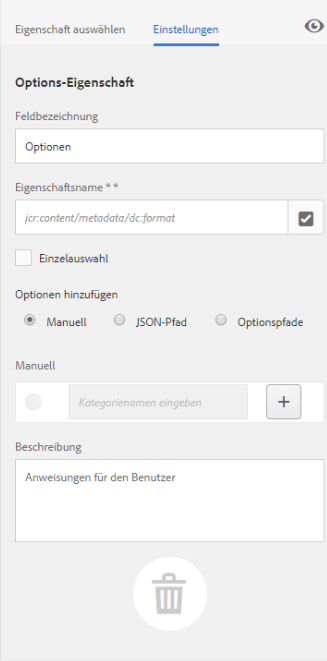 Eigenschaft auswählen Einstellungen
Options-Eigenschaft
Feldbezeichnung
Optionen
Eigenschaftsname * *
jcr:content/metadata/dc:format
Einzelauswahl
Optionen hinzufügen
Manuell JSON-Pfad Optionspfade
Manuell
Kategorienamen eingeben +
Beschreibung
Anweisungen für den Benutzer